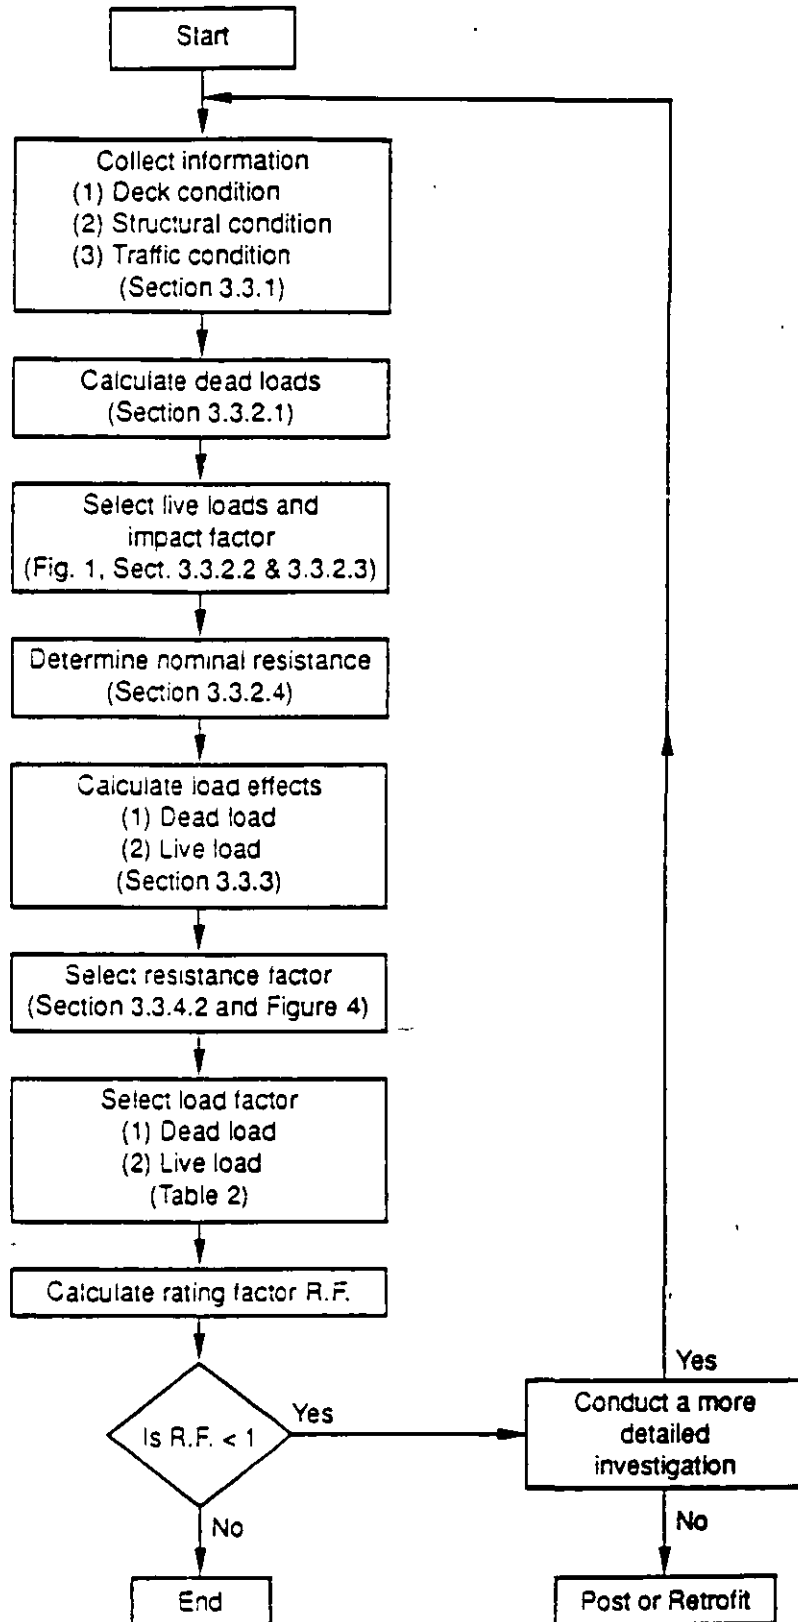 Start
Collect information
(1) Deck condition
(2) Structural condition
(3) Traffic condition
(Section 3.3.1)
Calculate dead loads
(Section 3.3.2.1)
Select live loads and
impact factor
(Fig. 1, Sect. 3.3.2.2 & 3.3.2.3)
Determine nominal resistance
(Section 3.3.2.4)
Calculate load effects
(1) Dead load
(2) Live load
(Section 3.3.3)
Select resistance factor
(Section 3.3.4.2 and Figure 4)
Select load factor
(1) Dead load
(2) Live load
(Table 2)
Calculate rating factor R.F.
Is R.F. < 1
Yes
No
End
Yes
Conduct a more
detailed
investigation
No
Post or Retrofit